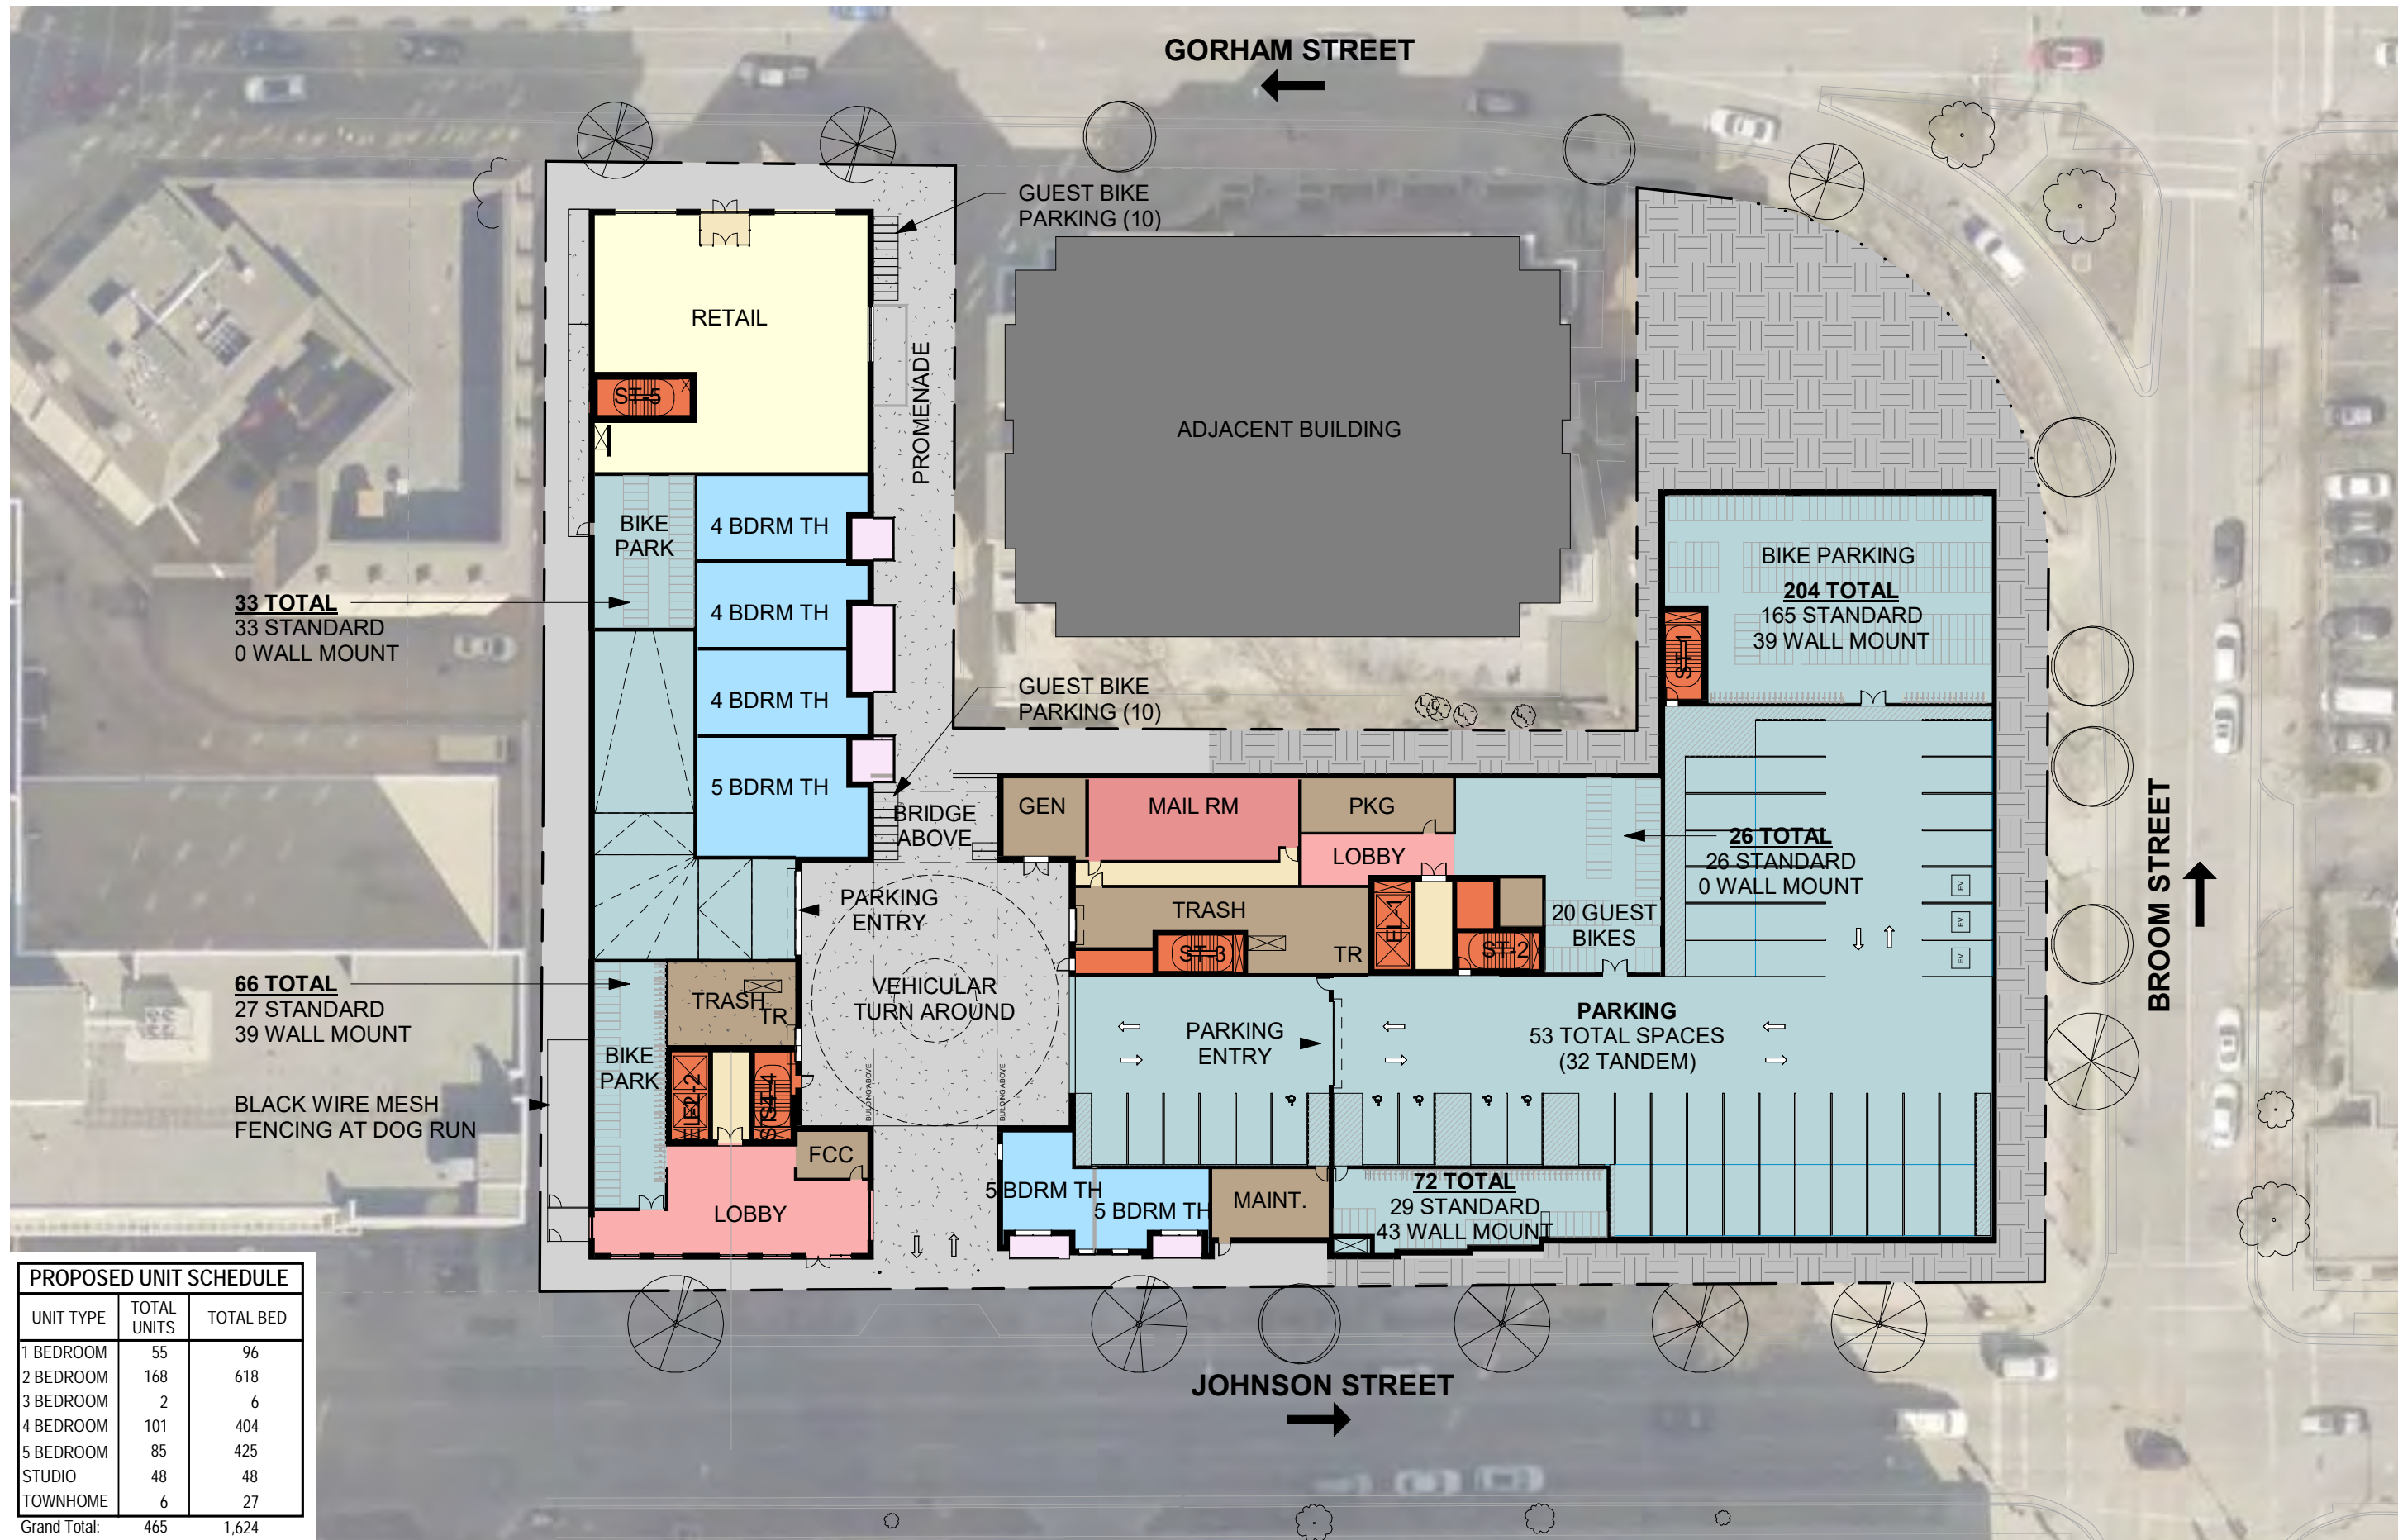 GORHAM STREET
GUEST BIKE
PARKING (10)
RETAIL
ST-5
PROMENADE
ADJACENT BUILDING
BIKE
PARK
4 BDRM TH
4 BDRM TH
4 BDRM TH
5 BDRM TH
33 TOTAL
33 STANDARD
0 WALL MOUNT
BIKE PARKING
204 TOTAL
165 STANDARD
39 WALL MOUNT
ST-1
GUEST BIKE
PARKING (10)
BRIDGE
ABOVE
GEN
MAIL RM
PKG
LOBBY
26 TOTAL
26 STANDARD
0 WALL MOUNT
EV
EV
EV
BROOM STREET
PARKING
ENTRY
TRASH
EL-1
ST-3
TR
ST-2
20 GUEST
BIKES
66 TOTAL
27 STANDARD
39 WALL MOUNT
TRASH
TR
VEHICULAR
TURN AROUND
PARKING
ENTRY
PARKING
53 TOTAL SPACES
(32 TANDEM)
BIKE
PARK
BUILDING ABOVE
BUILDING ABOVE
BLACK WIRE MESH
FENCING AT DOG RUN
FCC
LOBBY
5 BDRM TH
5 BDRM TH
MAINT.
72 TOTAL
29 STANDARD
43 WALL MOUNT
JOHNSON STREET
PROPOSED UNIT SCHEDULE
UNIT TYPE TOTAL UNITS TOTAL BED
1 BEDROOM 55 96
2 BEDROOM 168 618
3 BEDROOM 2 6
4 BEDROOM 101 404
5 BEDROOM 85 425
STUDIO 48 48
TOWNHOME 6 27
Grand Total: 465 1,624